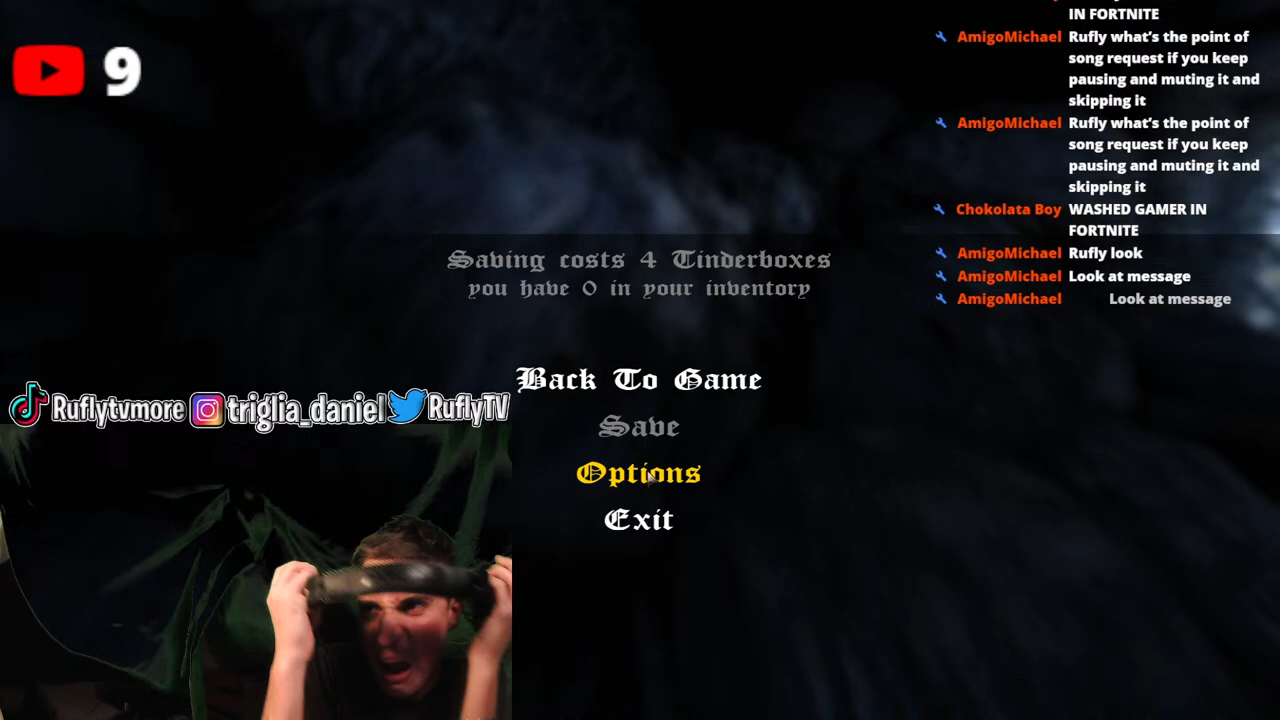 9
IN FORTNITE
AmigoMichael Rufly what's the point of
song request if you keep
pausing and muting it and
skipping it
AmigoMichael Rufly what's the point of
song request if you keep
pausing and muting it and
skipping it
Chokolata Boy WASHED GAMER IN
FORTNITE
AmigoMichael Rufly look
AmigoMichael Look at message
AmigoMichael Look at message
Saving costs 4 Tinderboxes
you have 0 in your inventory
Back To Game
Save
Options
Exit
Ruflytvmore triglia_daniel RuflyTV